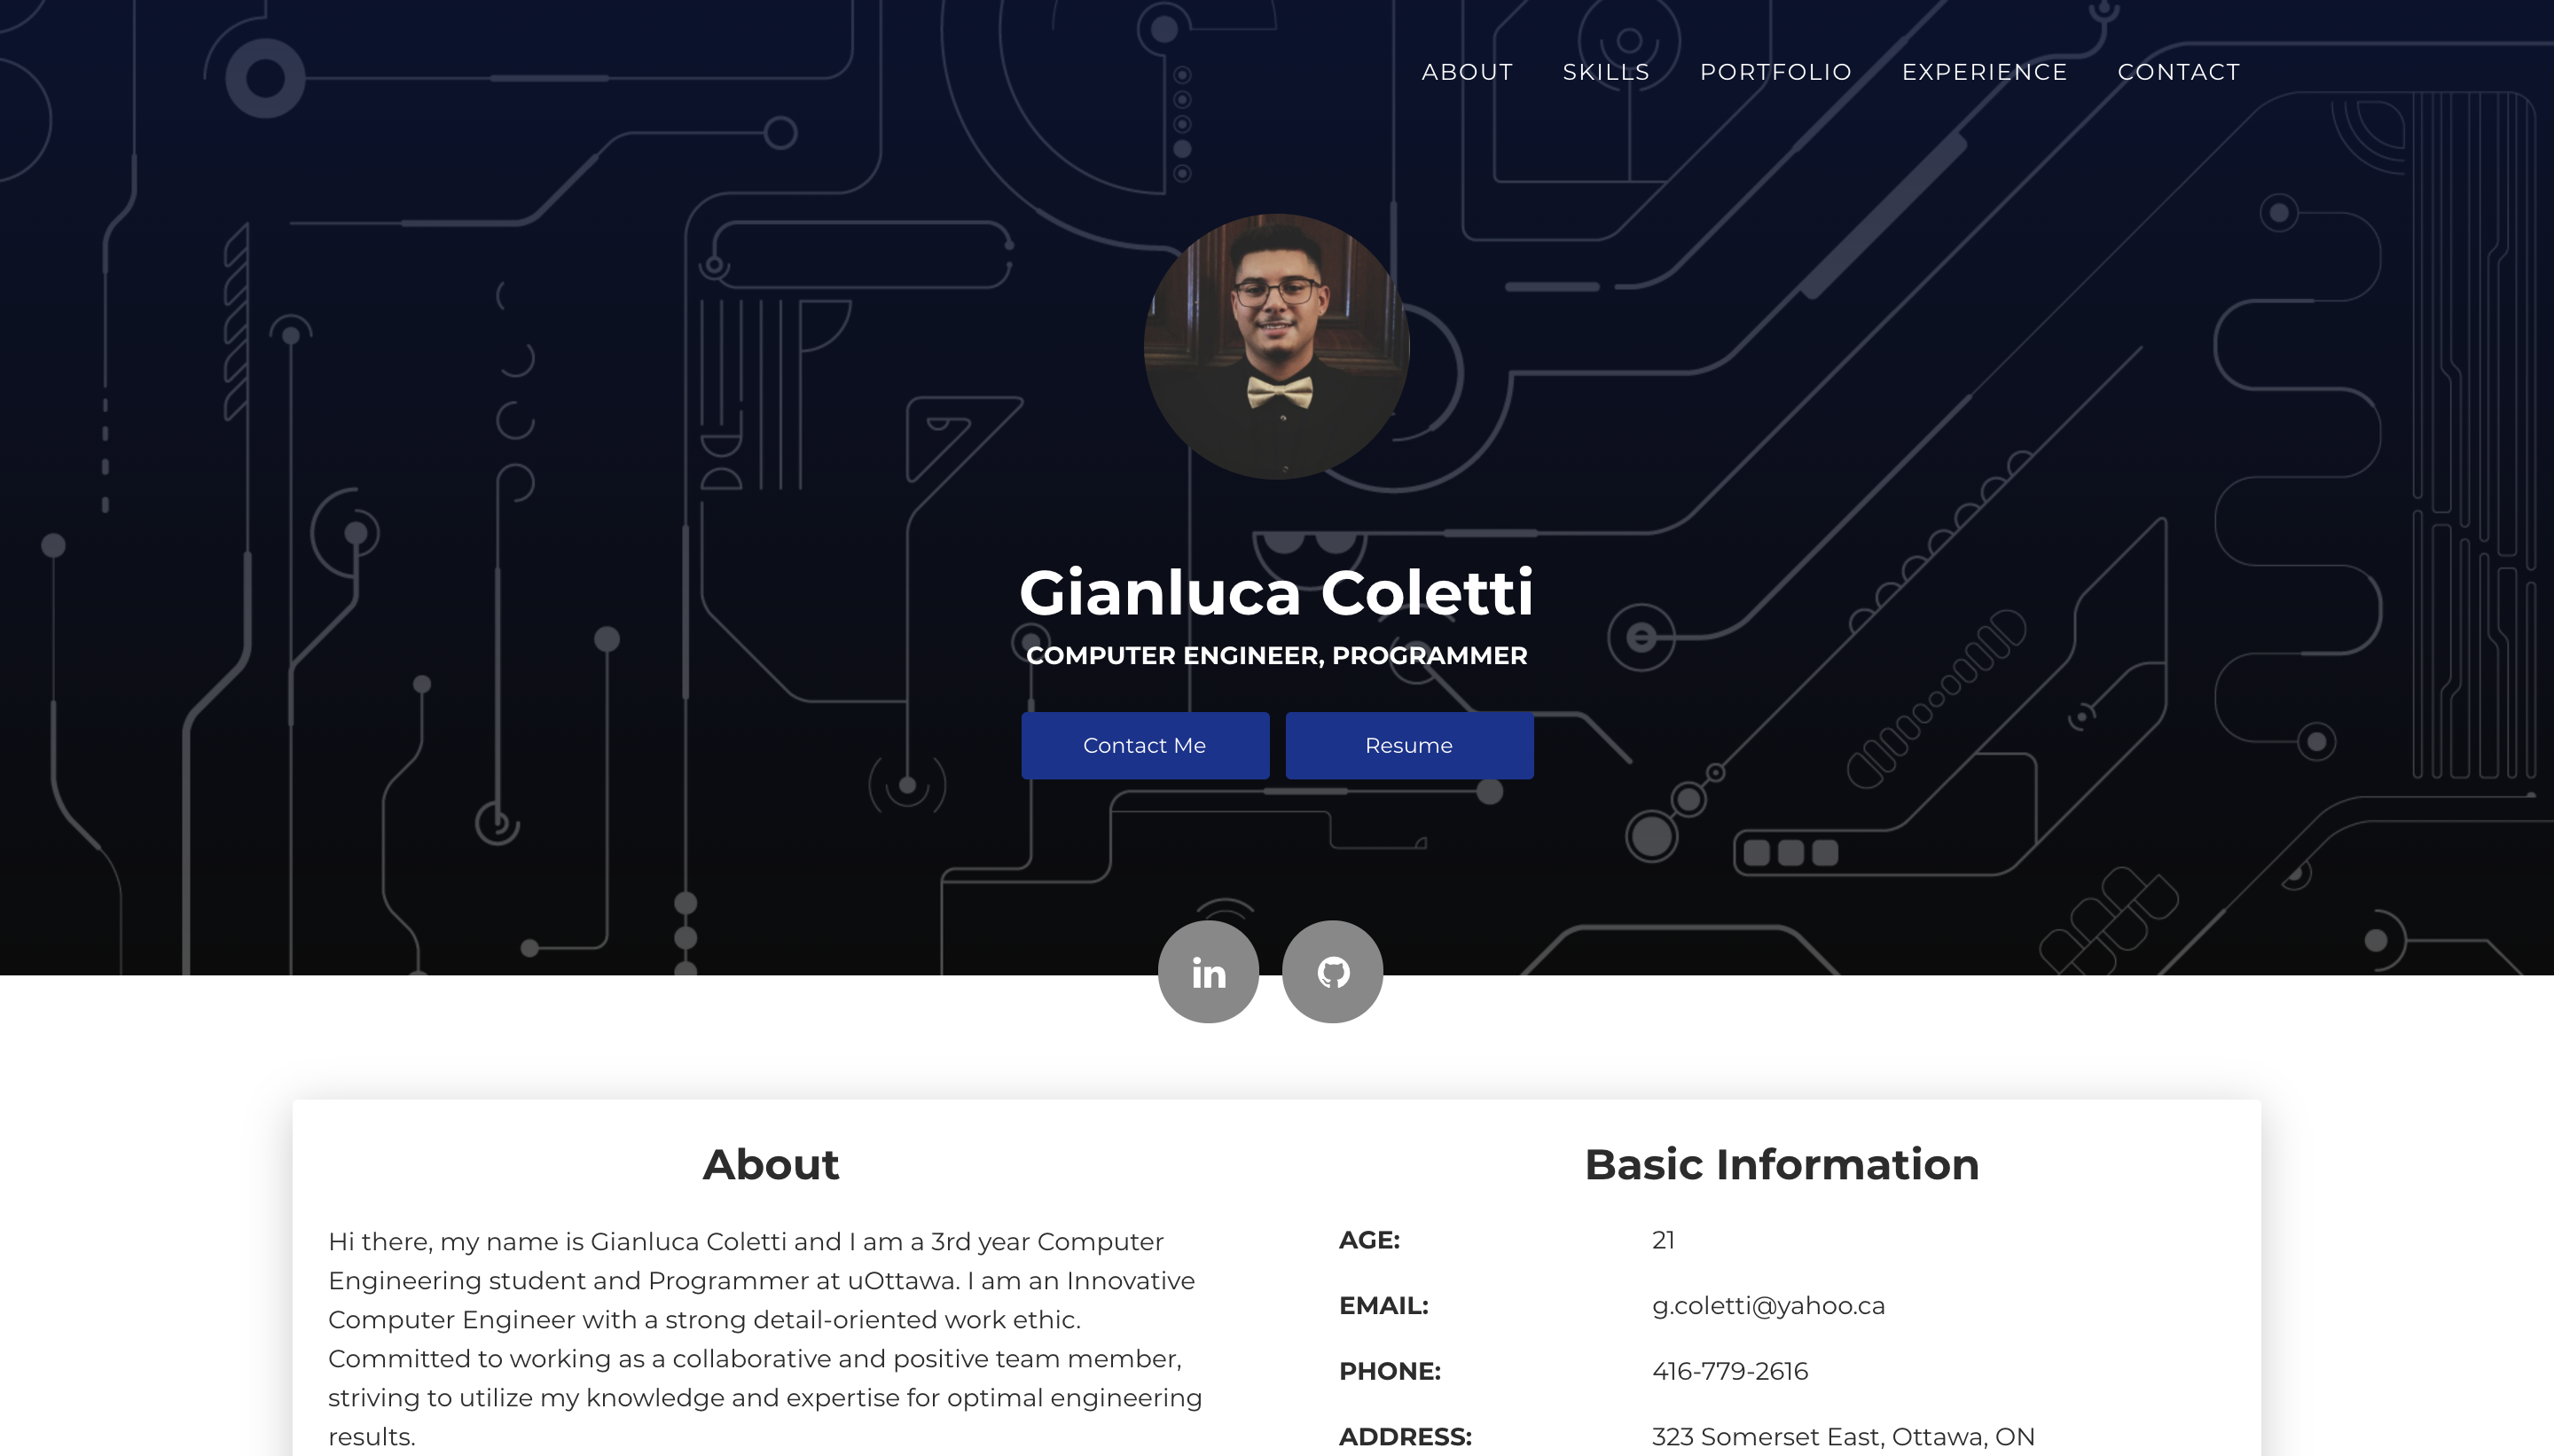 ABOUT SKILLS PORTFOLIO EXPERIENCE CONTACT
Gianluca Coletti
COMPUTER ENGINEER, PROGRAMMER
Contact Me
Resume
in
About
Hi there, my name is Gianluca Coletti and I am a 3rd year Computer
Engineering student and Programmer at uOttawa. I am an Innovative
Computer Engineer with a strong detail-oriented work ethic.
Committed to working as a collaborative and positive team member,
striving to utilize my knowledge and expertise for optimal engineering
results.
Basic Information
AGE: 21
EMAIL: g.coletti@yahoo.ca
PHONE: 416-779-2616
ADDRESS: 323 Somerset East, Ottawa, ON